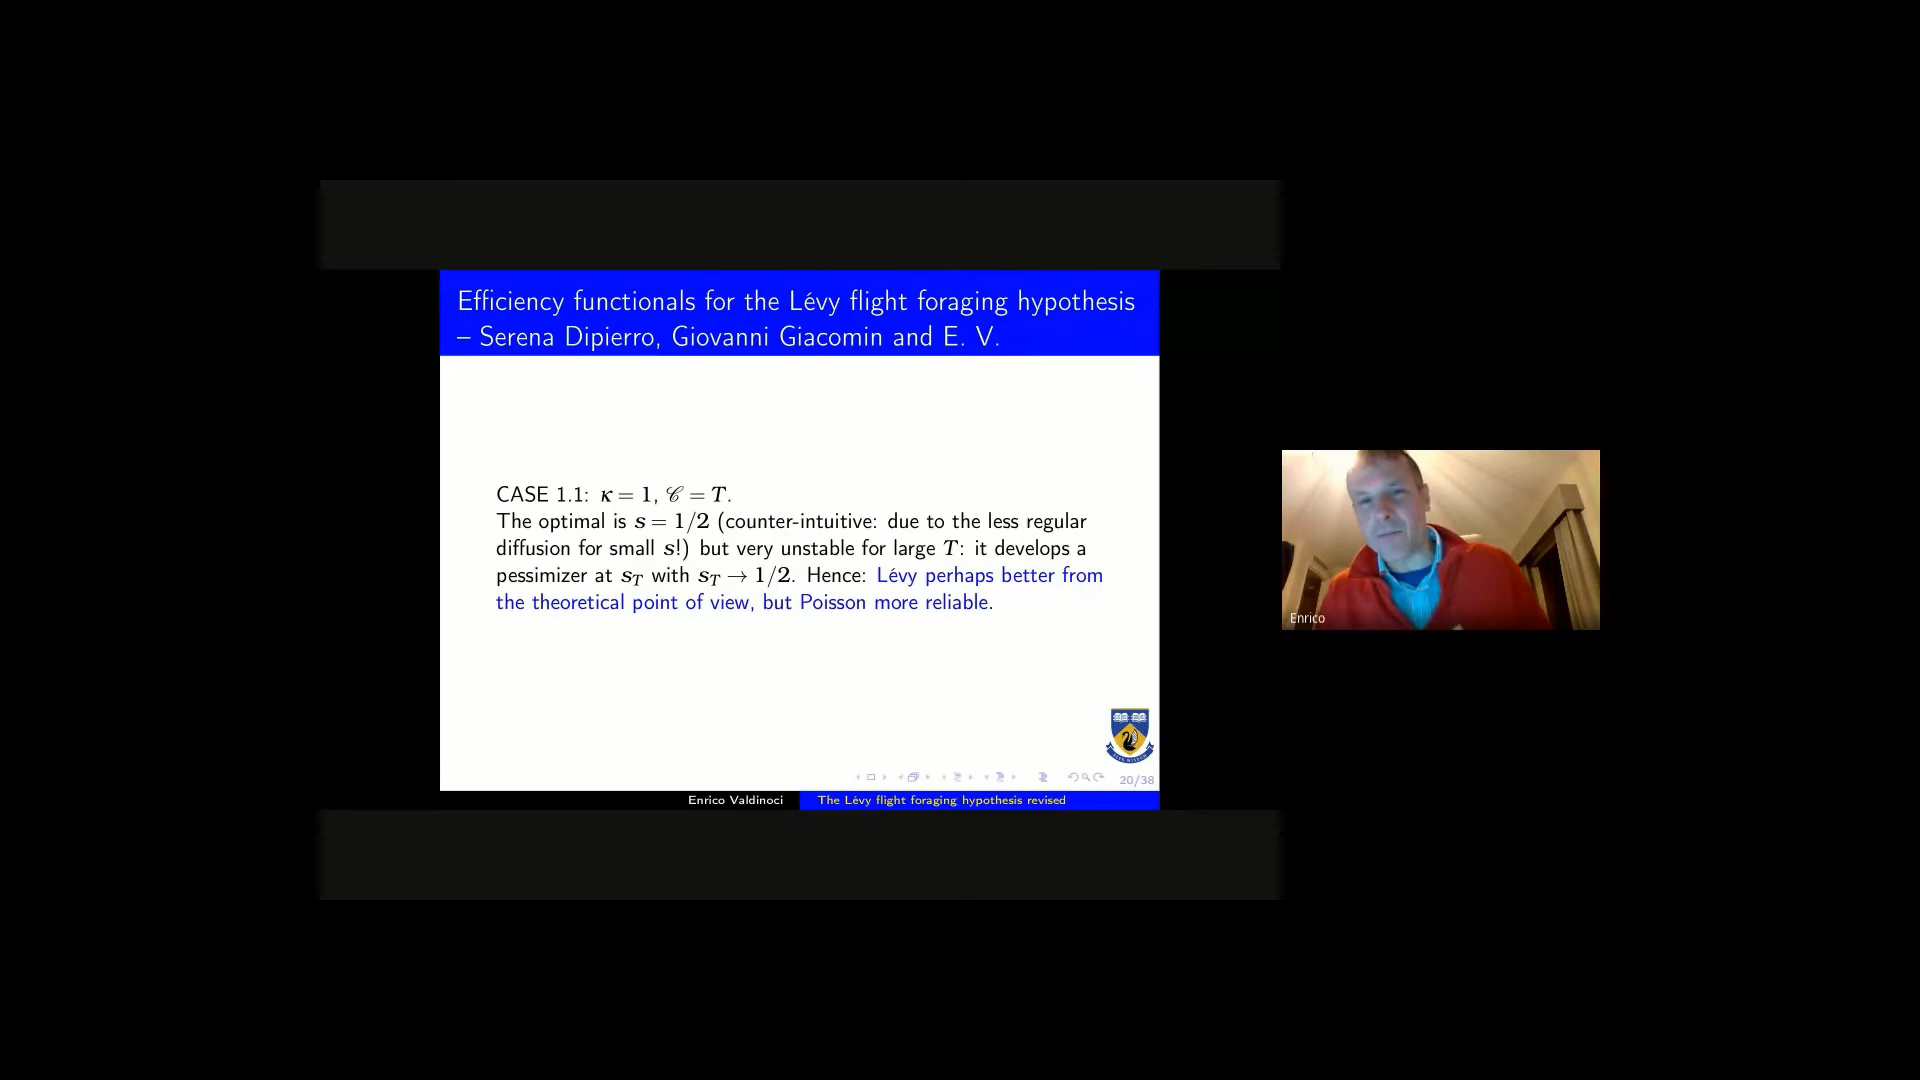 Efficiency functionals for the Lévy flight foraging hypothesis
– Serena Dipierro, Giovanni Giacomin and E. V.
CASE 1.1: κ = 1, 𝒞 = T.
The optimal is s = 1/2 (counter-intuitive: due to the less regular
diffusion for small s!) but very unstable for large T: it develops a
pessimizer at s_T with s_T → 1/2. Hence: Lévy perhaps better from
the theoretical point of view, but Poisson more reliable.
20/38
Enrico Valdinoci
The Lévy flight foraging hypothesis revised
Enrico